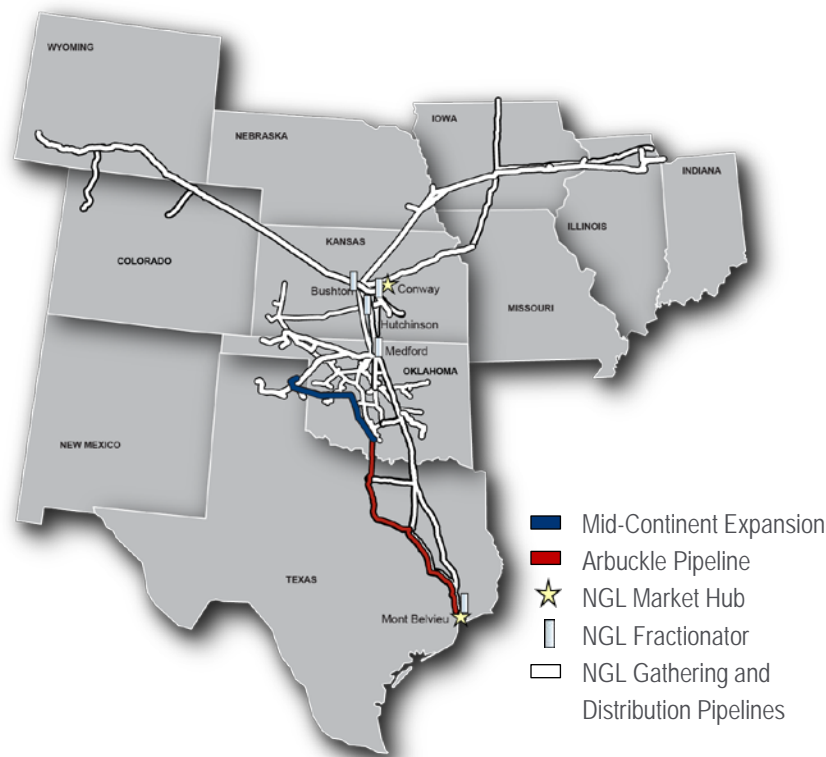 WYOMING
NEBRASKA
IOWA
INDIANA
ILLINOIS
KANSAS
COLORADO
Bushton
Conway
MISSOURI
Hutchinson
Medford
OKLAHOMA
NEW MEXICO
TEXAS
Mont Belvieu
Mid-Continent Expansion
Arbuckle Pipeline
NGL Market Hub
NGL Fractionator
NGL Gathering and
Distribution Pipelines